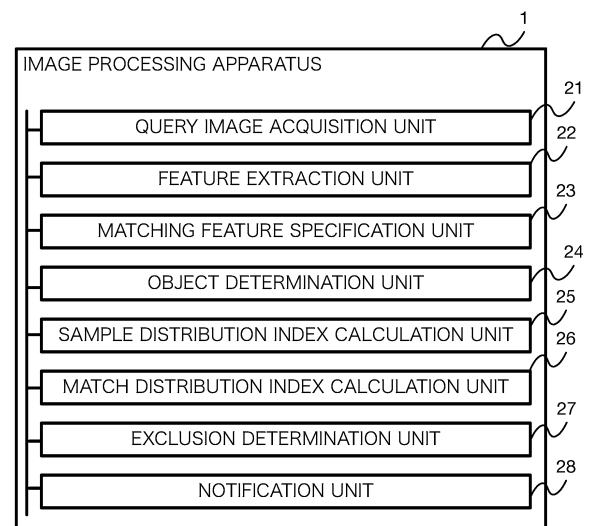 1
IMAGE PROCESSING APPARATUS
21
QUERY IMAGE ACQUISITION UNIT
22
FEATURE EXTRACTION UNIT
23
MATCHING FEATURE SPECIFICATION UNIT
24
OBJECT DETERMINATION UNIT
25
SAMPLE DISTRIBUTION INDEX CALCULATION UNIT
26
MATCH DISTRIBUTION INDEX CALCULATION UNIT
27
EXCLUSION DETERMINATION UNIT
28
NOTIFICATION UNIT